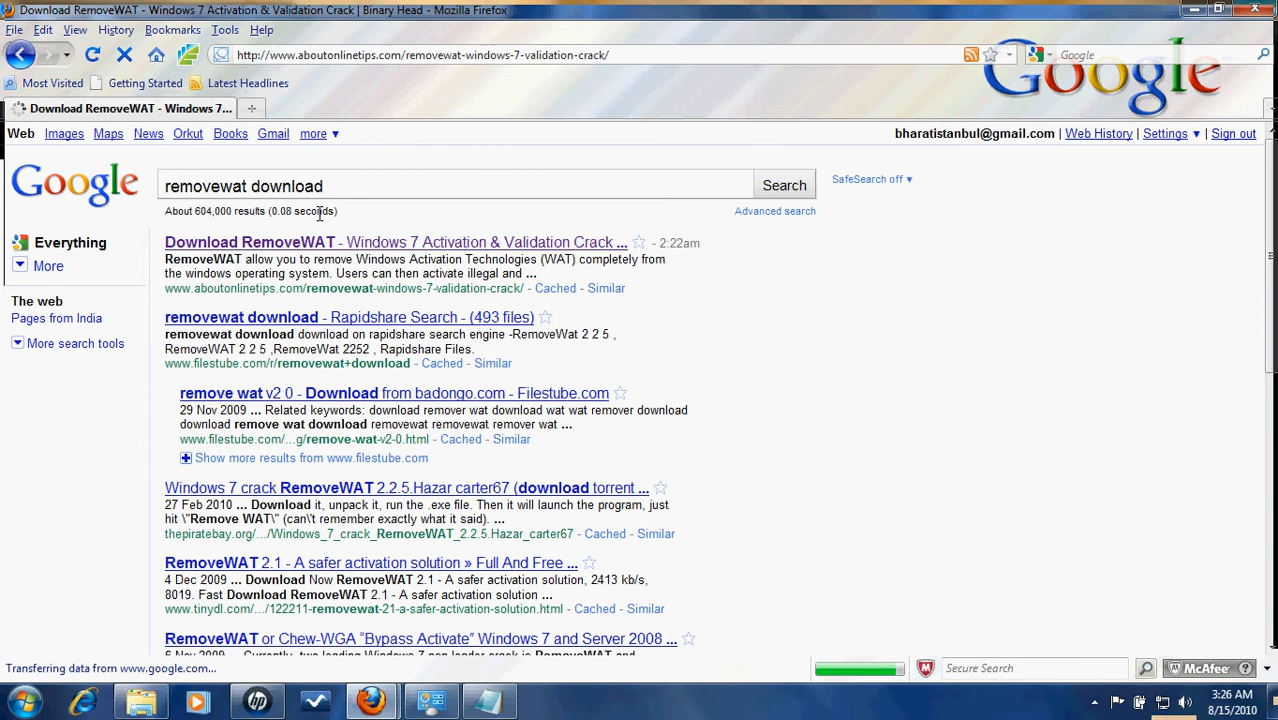 Download RemoveWAT - Windows 7 Activation & Validation Crack | Binary Head - Mozilla Firefox
File Edit View History Bookmarks Tools Help
http://www.aboutonlinetips.com/removewat-windows-7-validation-crack/
Google
Most Visited Getting Started Latest Headlines
Google
Download RemoveWAT - Windows 7...
Web Images Maps News Orkut Books Gmail more ▼
bharatistanbul@gmail.com | Web History | Settings ▼ | Sign out
Google
removewat download
Search
SafeSearch off ▼
About 604,000 results (0.08 seconds)
Advanced search
Everything
More
The web
Pages from India
More search tools
Download RemoveWAT - Windows 7 Activation & Validation Crack ... - 2:22am
RemoveWAT allow you to remove Windows Activation Technologies (WAT) completely from
the windows operating system. Users can then activate illegal and ...
www.aboutonlinetips.com/removewat-windows-7-validation-crack/ - Cached - Similar
removewat download - Rapidshare Search - (493 files)
removewat download download on rapidshare search engine -RemoveWat 2 2 5 ,
RemoveWAT 2 2 5 ,RemoveWat 2252 , Rapidshare Files.
www.filestube.com/r/removewat+download - Cached - Similar
remove wat v2 0 - Download from badongo.com - Filestube.com
29 Nov 2009 ... Related keywords: download remover wat download wat wat remover download
download remove wat download removewat removewat remover wat ...
www.filestube.com/...g/remove-wat-v2-0.html - Cached - Similar
Show more results from www.filestube.com
Windows 7 crack RemoveWAT 2.2.5.Hazar carter67 (download torrent ...
27 Feb 2010 ... Download it, unpack it, run the .exe file. Then it will launch the program, just
hit \"Remove WAT\" (can\'t remember exactly what it said). ...
thepiratebay.org/.../Windows_7_crack_RemoveWAT_2.2.5.Hazar_carter67 - Cached - Similar
RemoveWAT 2.1 - A safer activation solution » Full And Free ...
4 Dec 2009 ... Download Now RemoveWAT 2.1 - A safer activation solution, 2413 kb/s,
8019. Fast Download RemoveWAT 2.1 - A safer activation solution ...
www.tinydl.com/.../122211-removewat-21-a-safer-activation-solution.html - Cached - Similar
RemoveWAT or Chew-WGA “Bypass Activate” Windows 7 and Server 2008 ...
Transferring data from www.google.com...
Secure Search
McAfee
hp
3:26 AM
8/15/2010